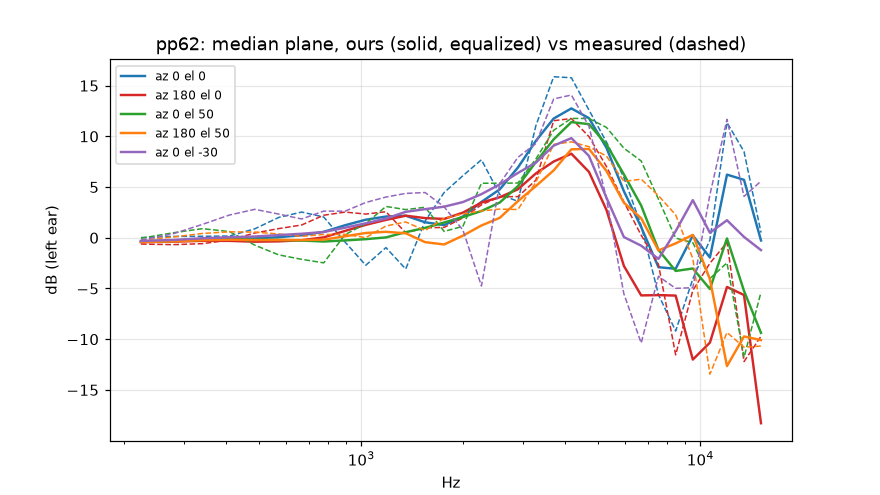 pp62: median plane, ours (solid, equalized) vs measured (dashed)
az 0 el 0
az 180 el 0
az 0 el 50
az 180 el 50
az 0 el -30
15
10
5
0
−5
−10
−15
dB (left ear)
10³
10⁴
Hz